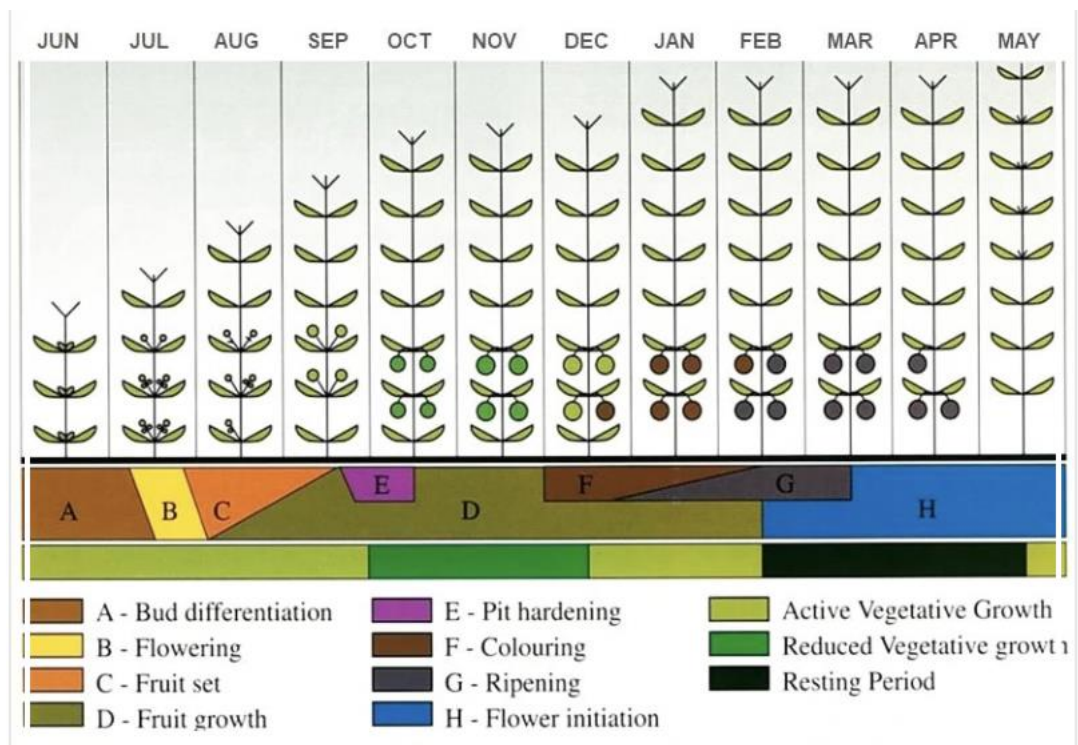 JUN JUL AUG SEP OCT NOV DEC JAN FEB MAR APR MAY
A B C E D F G H
A - Bud differentiation E - Pit hardening Active Vegetative Growth
B - Flowering F - Colouring Reduced Vegetative growt
C - Fruit set G - Ripening Resting Period
D - Fruit growth H - Flower initiation